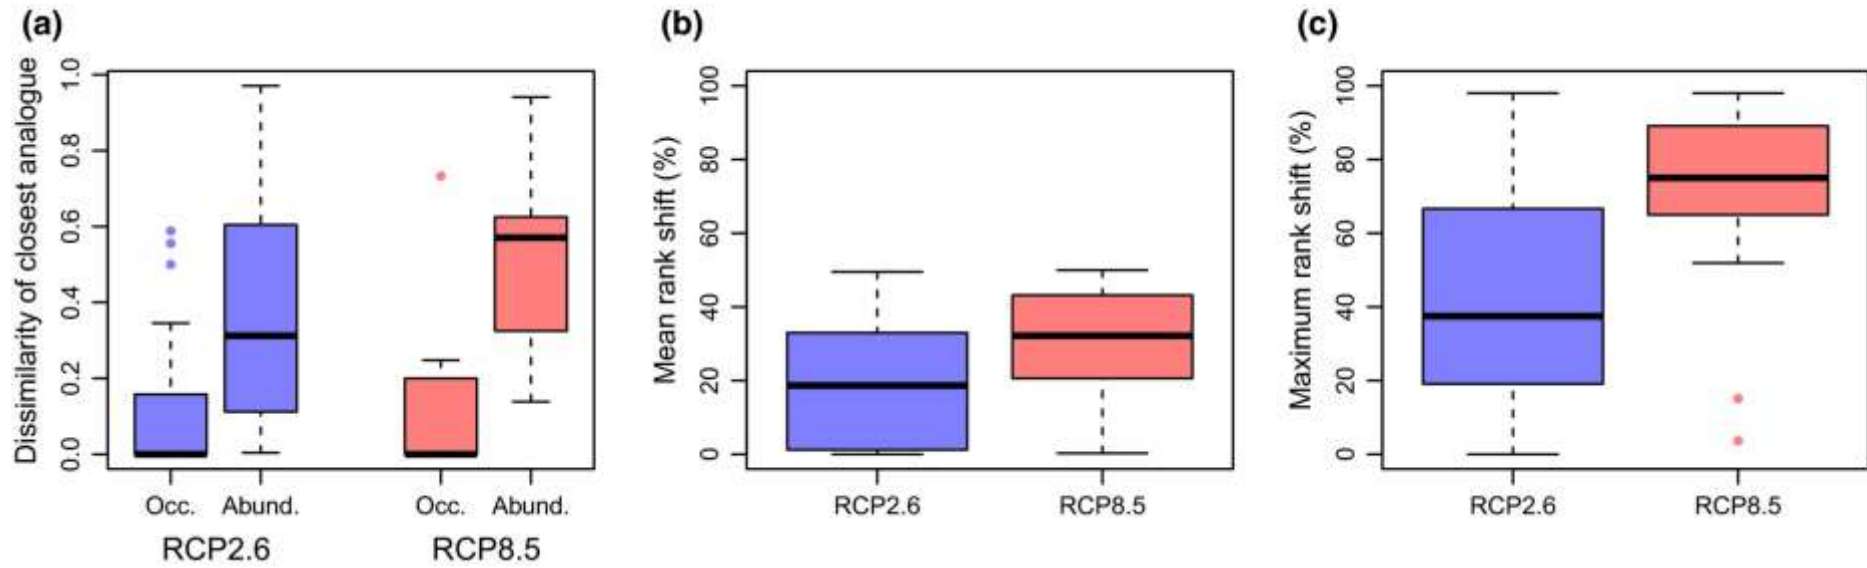 (a)
Dissimilarity of closest analogue
1.0
0.8
0.6
0.4
0.2
0.0
Occ. Abund. Occ. Abund.
RCP2.6 RCP8.5
(b)
Mean rank shift (%)
100
80
60
40
20
0
RCP2.6 RCP8.5
(c)
Maximum rank shift (%)
100
80
60
40
20
0
RCP2.6 RCP8.5